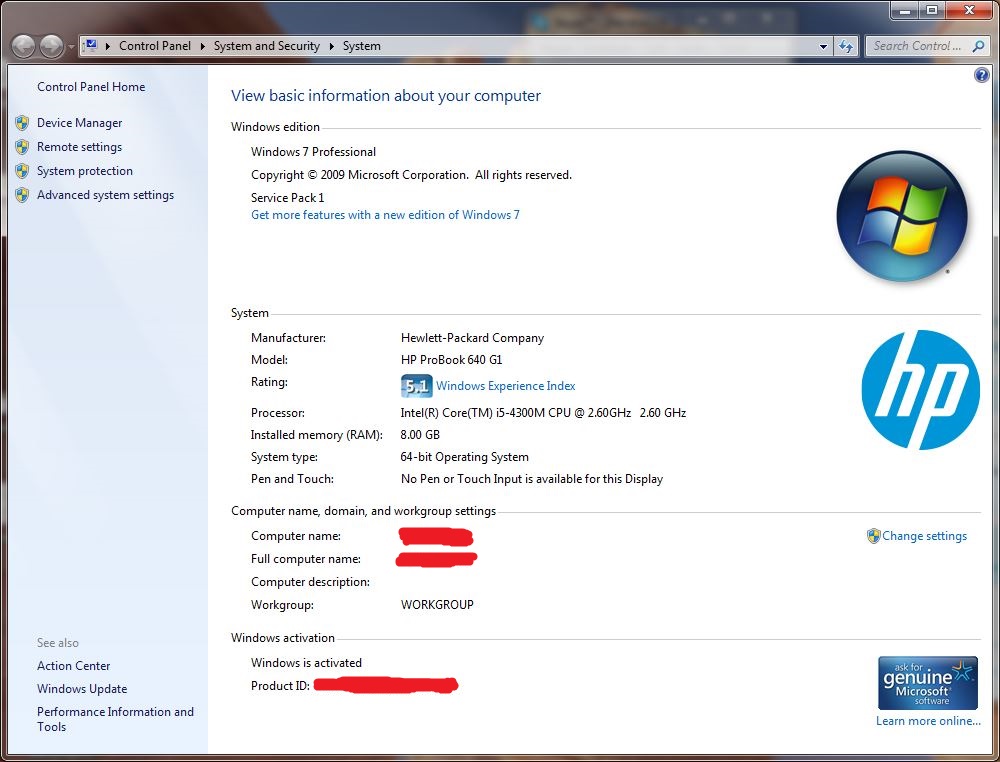 Control Panel
System and Security
System
Search Control ...
Control Panel Home
Device Manager
Remote settings
System protection
Advanced system settings
See also
Action Center
Windows Update
Performance Information and
Tools
View basic information about your computer
Windows edition
Windows 7 Professional
Copyright © 2009 Microsoft Corporation.  All rights reserved.
Service Pack 1
Get more features with a new edition of Windows 7
System
Manufacturer: Hewlett-Packard Company
Model: HP ProBook 640 G1
Rating: 5.1 Windows Experience Index
Processor: Intel(R) Core(TM) i5-4300M CPU @ 2.60GHz   2.60 GHz
Installed memory (RAM): 8.00 GB
System type: 64-bit Operating System
Pen and Touch: No Pen or Touch Input is available for this Display
hp
Computer name, domain, and workgroup settings
Computer name:
Change settings
Full computer name:
Computer description:
Workgroup: WORKGROUP
Windows activation
Windows is activated
Product ID:
ask for
genuine
Microsoft
software
Learn more online...